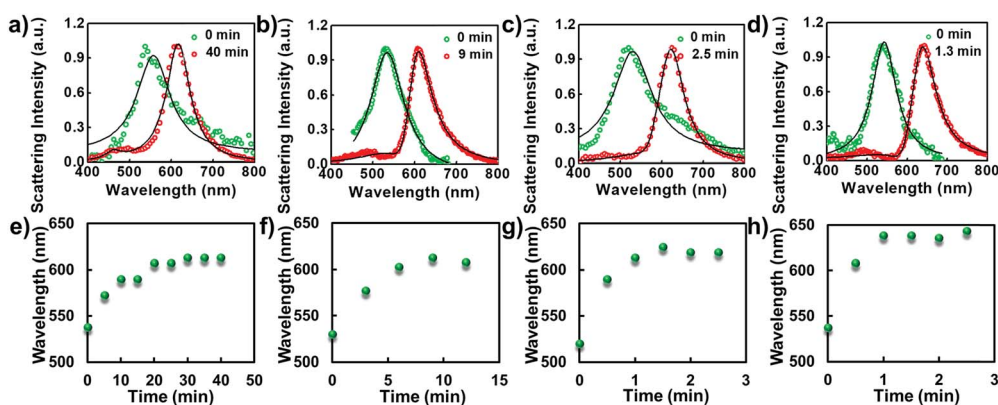 a) b) c) d)
1.2 0 min 1.0 0 min 1.2 0 min 1.2 0 min
40 min 9 min 2.5 min 1.3 min
0.9 0.8 0.9 0.9
0.6 0.6 0.6
0.6 0.4
0.3 0.2 0.3 0.3
0.0 0.0 0.0 0.0
Scattering Intensity (a.u.) Scattering Intensity (a.u.) Scattering Intensity (a.u.) Scattering Intensity (a.u.)
400 500 600 700 800 400 500 600 700 800 400 500 600 700 800 400 500 600 700 800
Wavelength (nm) Wavelength (nm) Wavelength (nm) Wavelength (nm)
e) f) g) h)
650 650 650 650
600 600 600 600
550 550 550 550
500 500 500 500
Wavelength (nm) Wavelength (nm) Wavelength (nm) Wavelength (nm)
0 10 20 30 40 50 0 5 10 15 0 1 2 3 0 1 2 3
Time (min) Time (min) Time (min) Time (min)